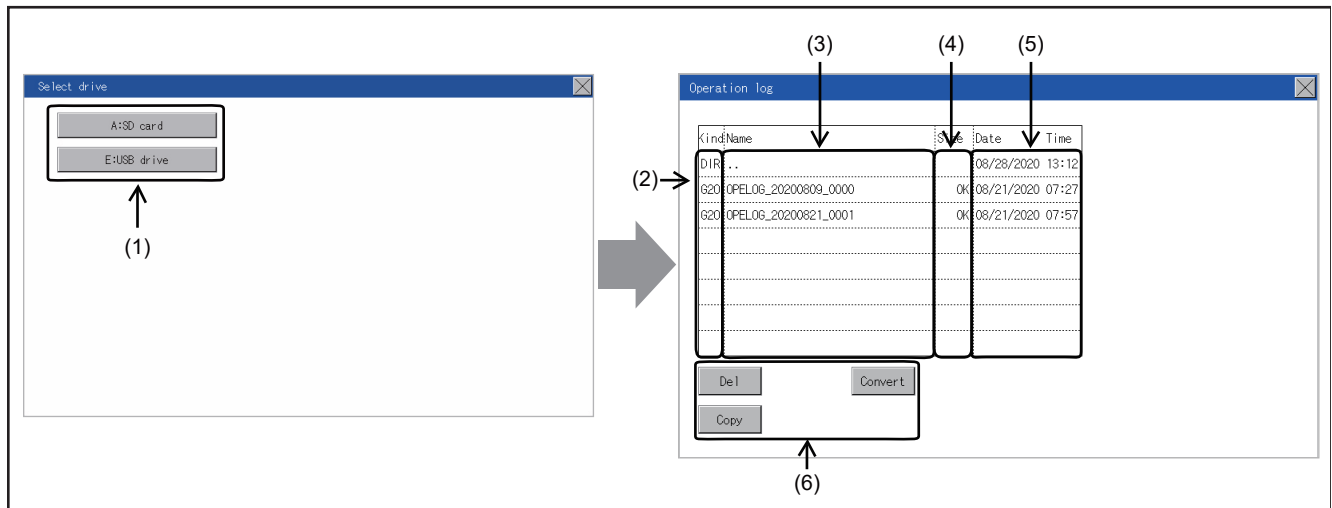 (3) (4) (5)
Select drive
Operation log
A:SD card
E:USB drive
(1)
Kind Name Size Date Time
(2)
DIR .. 08/28/2020 13:12
G20 OPELOG_20200809_0000 0K 08/21/2020 07:27
G20 OPELOG_20200821_0001 0K 08/21/2020 07:57
Del Convert
Copy
(6)